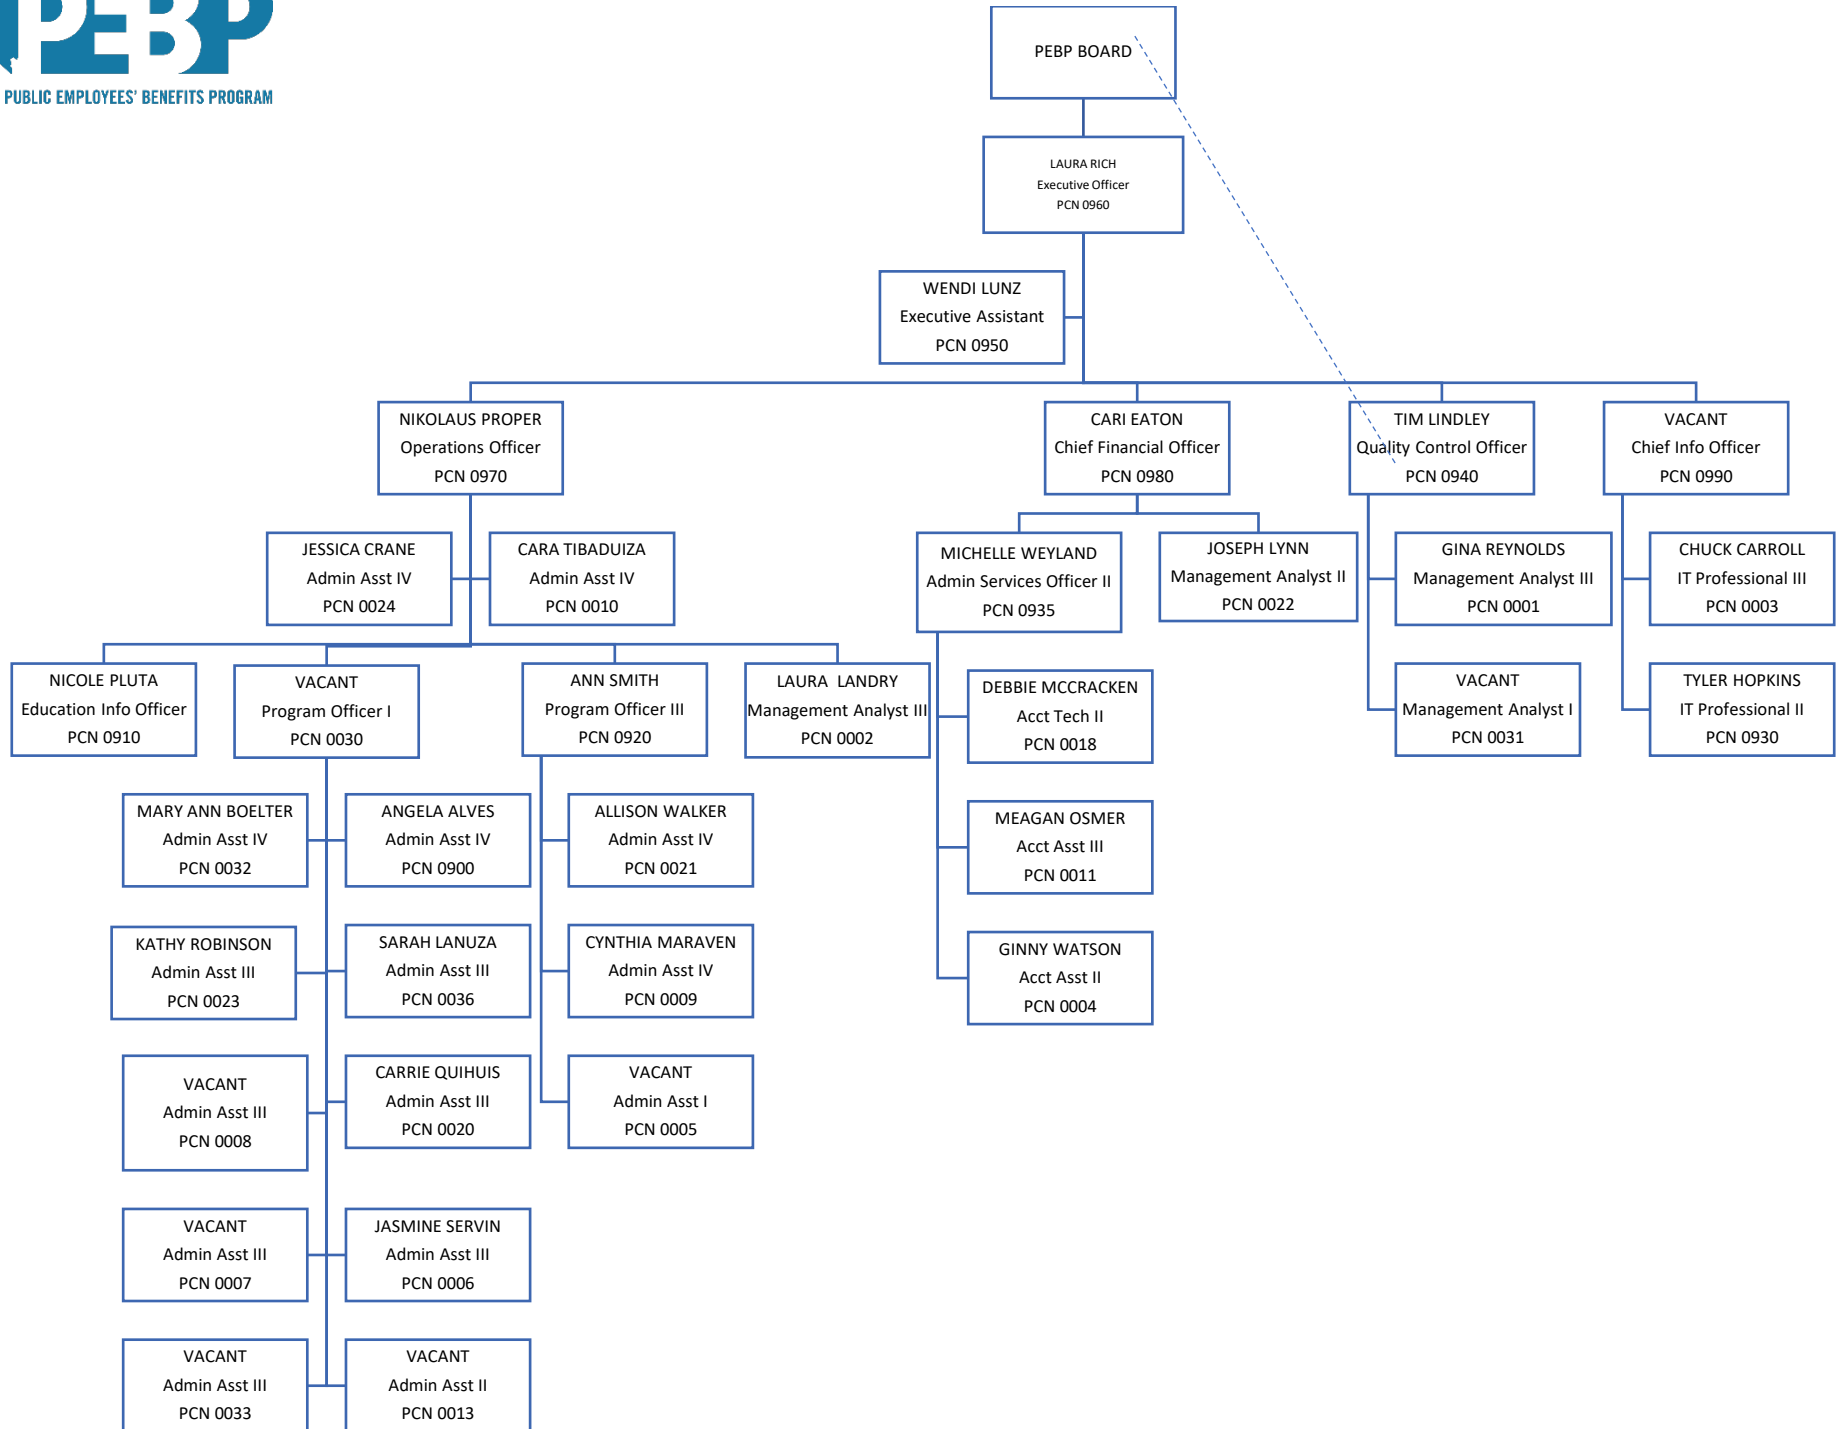 PEBP
PUBLIC EMPLOYEES' BENEFITS PROGRAM
PEBP BOARD
LAURA RICH
Executive Officer
PCN 0960
WENDI LUNZ
Executive Assistant
PCN 0950
NIKOLAUS PROPER
Operations Officer
PCN 0970
CARI EATON
Chief Financial Officer
PCN 0980
TIM LINDLEY
Quality Control Officer
PCN 0940
VACANT
Chief Info Officer
PCN 0990
JESSICA CRANE
Admin Asst IV
PCN 0024
CARA TIBADUIZA
Admin Asst IV
PCN 0010
MICHELLE WEYLAND
Admin Services Officer II
PCN 0935
JOSEPH LYNN
Management Analyst II
PCN 0022
GINA REYNOLDS
Management Analyst III
PCN 0001
CHUCK CARROLL
IT Professional III
PCN 0003
NICOLE PLUTA
Education Info Officer
PCN 0910
VACANT
Program Officer I
PCN 0030
ANN SMITH
Program Officer III
PCN 0920
LAURA LANDRY
Management Analyst III
PCN 0002
DEBBIE MCCRACKEN
Acct Tech II
PCN 0018
VACANT
Management Analyst I
PCN 0031
TYLER HOPKINS
IT Professional II
PCN 0930
MARY ANN BOELTER
Admin Asst IV
PCN 0032
ANGELA ALVES
Admin Asst IV
PCN 0900
ALLISON WALKER
Admin Asst IV
PCN 0021
MEAGAN OSMER
Acct Asst III
PCN 0011
KATHY ROBINSON
Admin Asst III
PCN 0023
SARAH LANUZA
Admin Asst III
PCN 0036
CYNTHIA MARAVEN
Admin Asst IV
PCN 0009
GINNY WATSON
Acct Asst II
PCN 0004
VACANT
Admin Asst III
PCN 0008
CARRIE QUIHUIS
Admin Asst III
PCN 0020
VACANT
Admin Asst I
PCN 0005
VACANT
Admin Asst III
PCN 0007
JASMINE SERVIN
Admin Asst III
PCN 0006
VACANT
Admin Asst III
PCN 0033
VACANT
Admin Asst II
PCN 0013